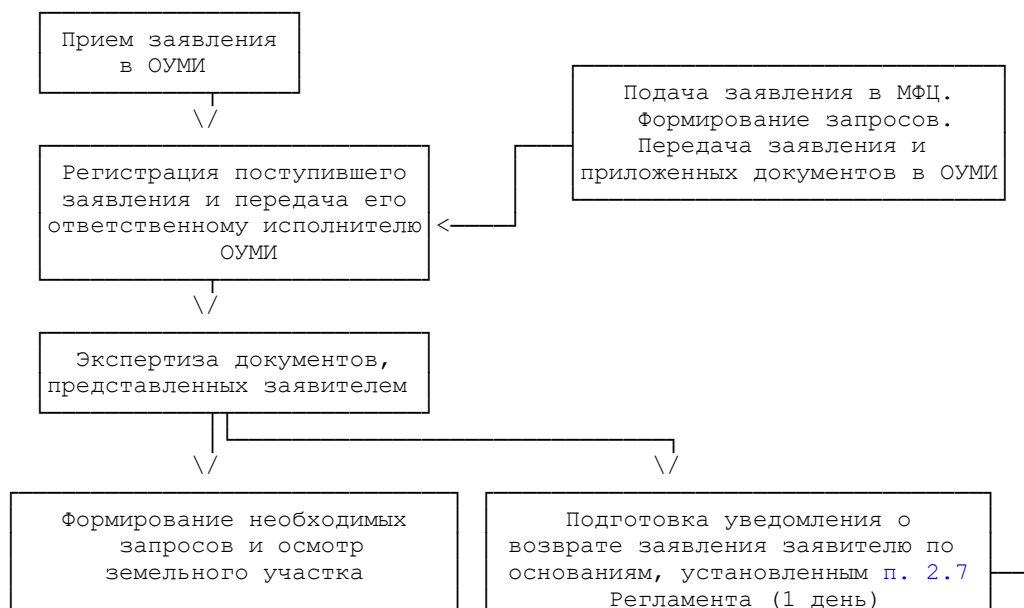 Прием заявления
в ОУМИ
Подача заявления в МФЦ.
Формирование запросов.
Передача заявления и
приложенных документов в ОУМИ
Регистрация поступившего
заявления и передача его
ответственному исполнителю
ОУМИ
Экспертиза документов,
представленных заявителем
Формирование необходимых
запросов и осмотр
земельного участка
Подготовка уведомления о
возврате заявления заявителю по
основаниям, установленным п. 2.7
Регламента (1 день)